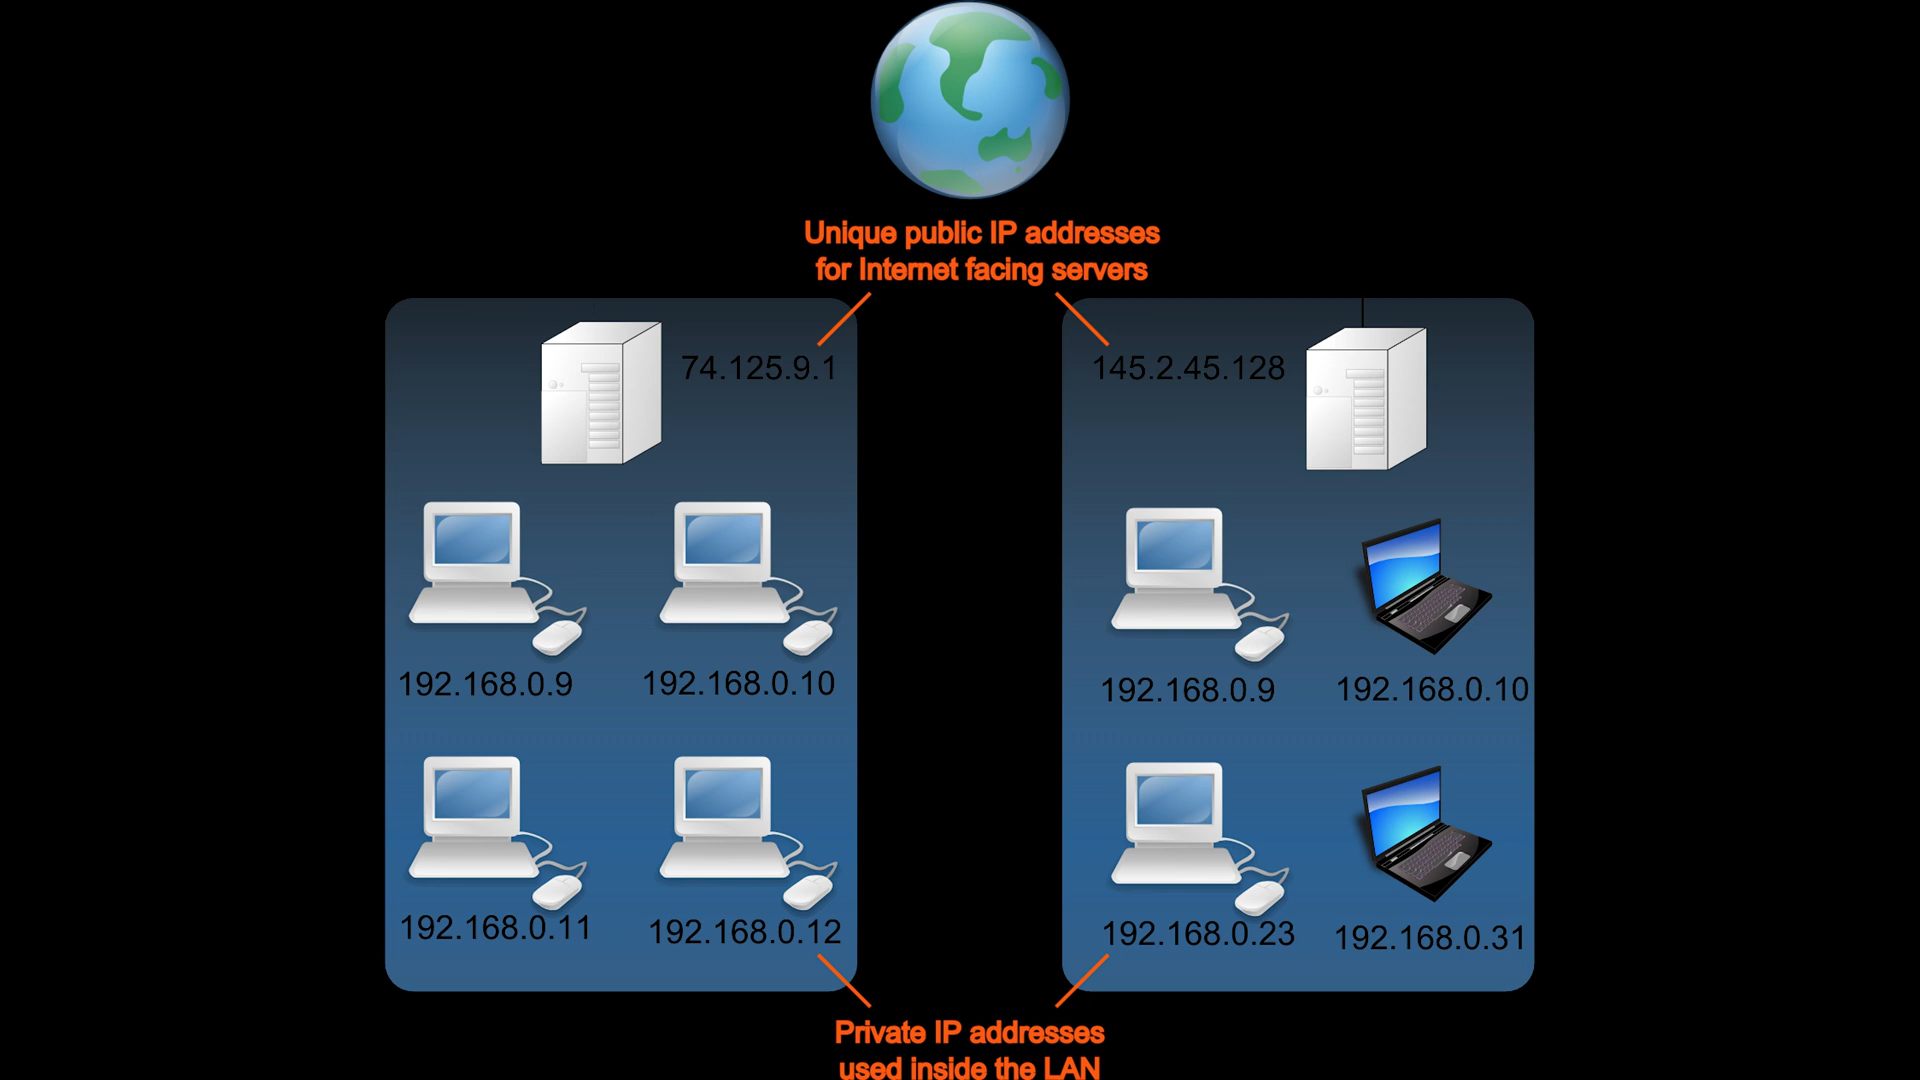 Unique public IP addresses
for Internet facing servers
74.125.9.1
145.2.45.128
192.168.0.9
192.168.0.10
192.168.0.9
192.168.0.10
192.168.0.11
192.168.0.12
192.168.0.23
192.168.0.31
Private IP addresses
used inside the LAN